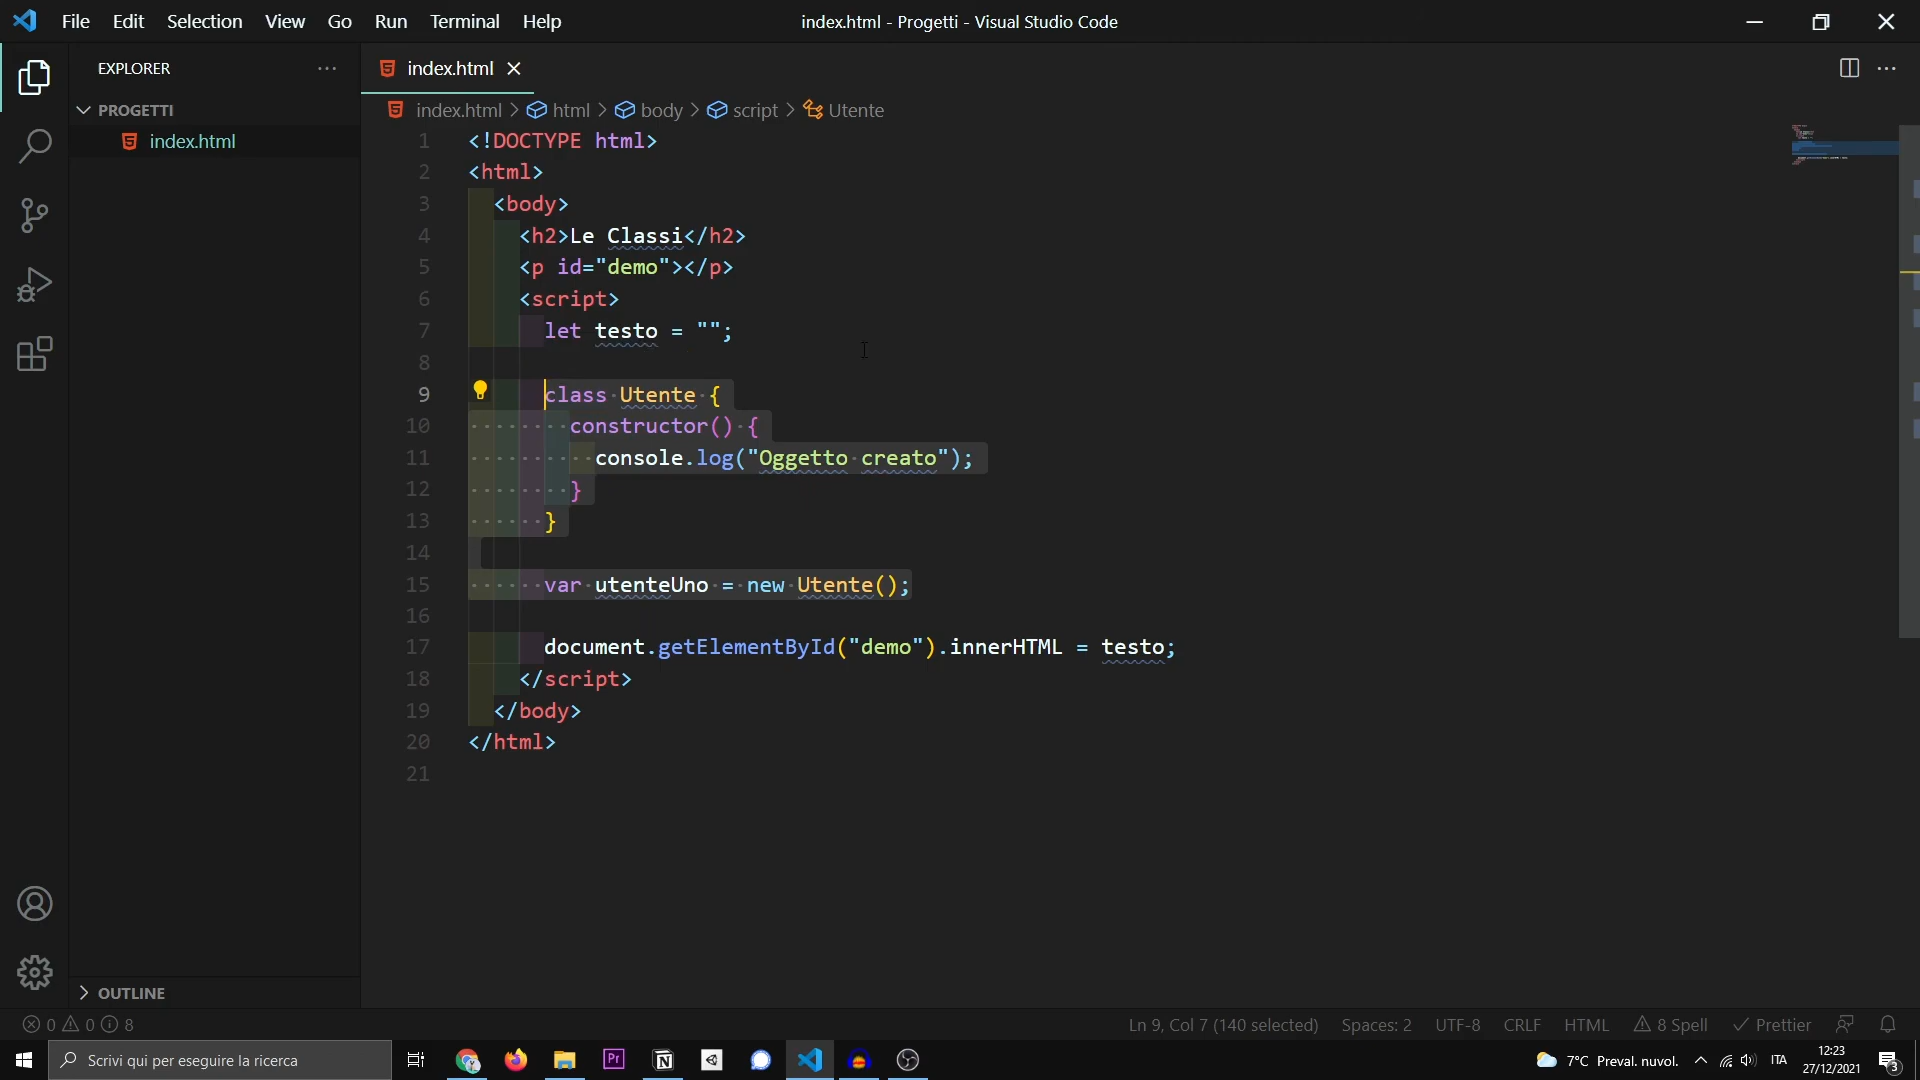 File Edit Selection View Go Run Terminal Help
index.html - Progetti - Visual Studio Code
EXPLORER
PROGETTI
index.html
OUTLINE
index.html
index.html > html > body > script > Utente
1 <!DOCTYPE html>
2 <html>
3 <body>
4 <h2>Le Classi</h2>
5 <p id="demo"></p>
6 <script>
7 let testo = "";
8
9 class Utente {
10 constructor() {
11 console.log("Oggetto creato");
12 }
13 }
14
15 var utenteUno = new Utente();
16
17 document.getElementById("demo").innerHTML = testo;
18 </script>
19 </body>
20 </html>
21
0 0 8
Ln 9, Col 7 (140 selected) Spaces: 2 UTF-8 CRLF HTML 8 Spell Prettier
Scrivi qui per eseguire la ricerca
Pr
7°C Preval. nuvol. ITA
12:23
27/12/2021
3